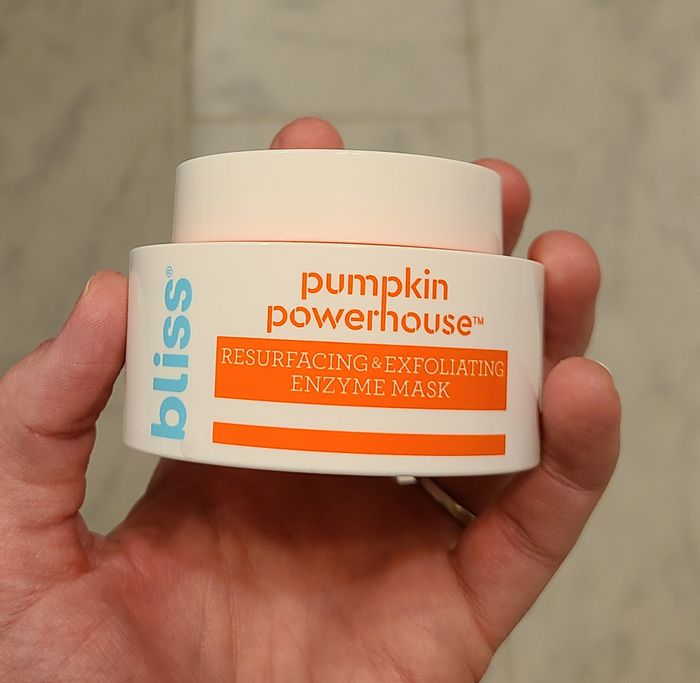 bliss®
pumpkin
powerhouse™
RESURFACING & EXFOLIATING
ENZYME MASK